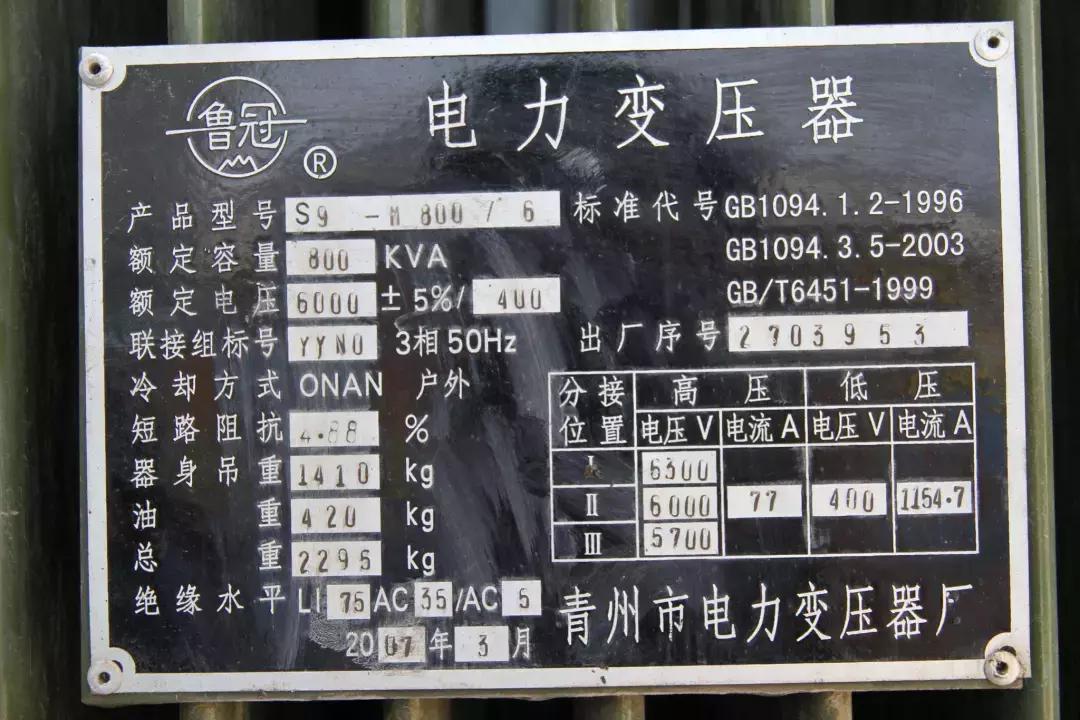 鲁冠
®
电力变压器
产品型号 S9 -M 800 / 6
标准代号 GB1094.1.2-1996
GB1094.3.5-2003
GB/T6451-1999
额定容量 800 KVA
额定电压 6000 ± 5%/ 400
联接组标号 YYN0 3相50Hz
出厂序号 2703953
冷却方式 ONAN 户外
短路阻抗 4.88 %
器身吊重 1410 kg
油重 420 kg
总重 2295 kg
绝缘水平 LI 75 AC 35 /AC 5
2007年 3月
分接位置 高压 低压
电压V 电流A 电压V 电流A
Ⅰ 6300
Ⅱ 6000 77 400 1154.7
Ⅲ 5700
青州市电力变压器厂